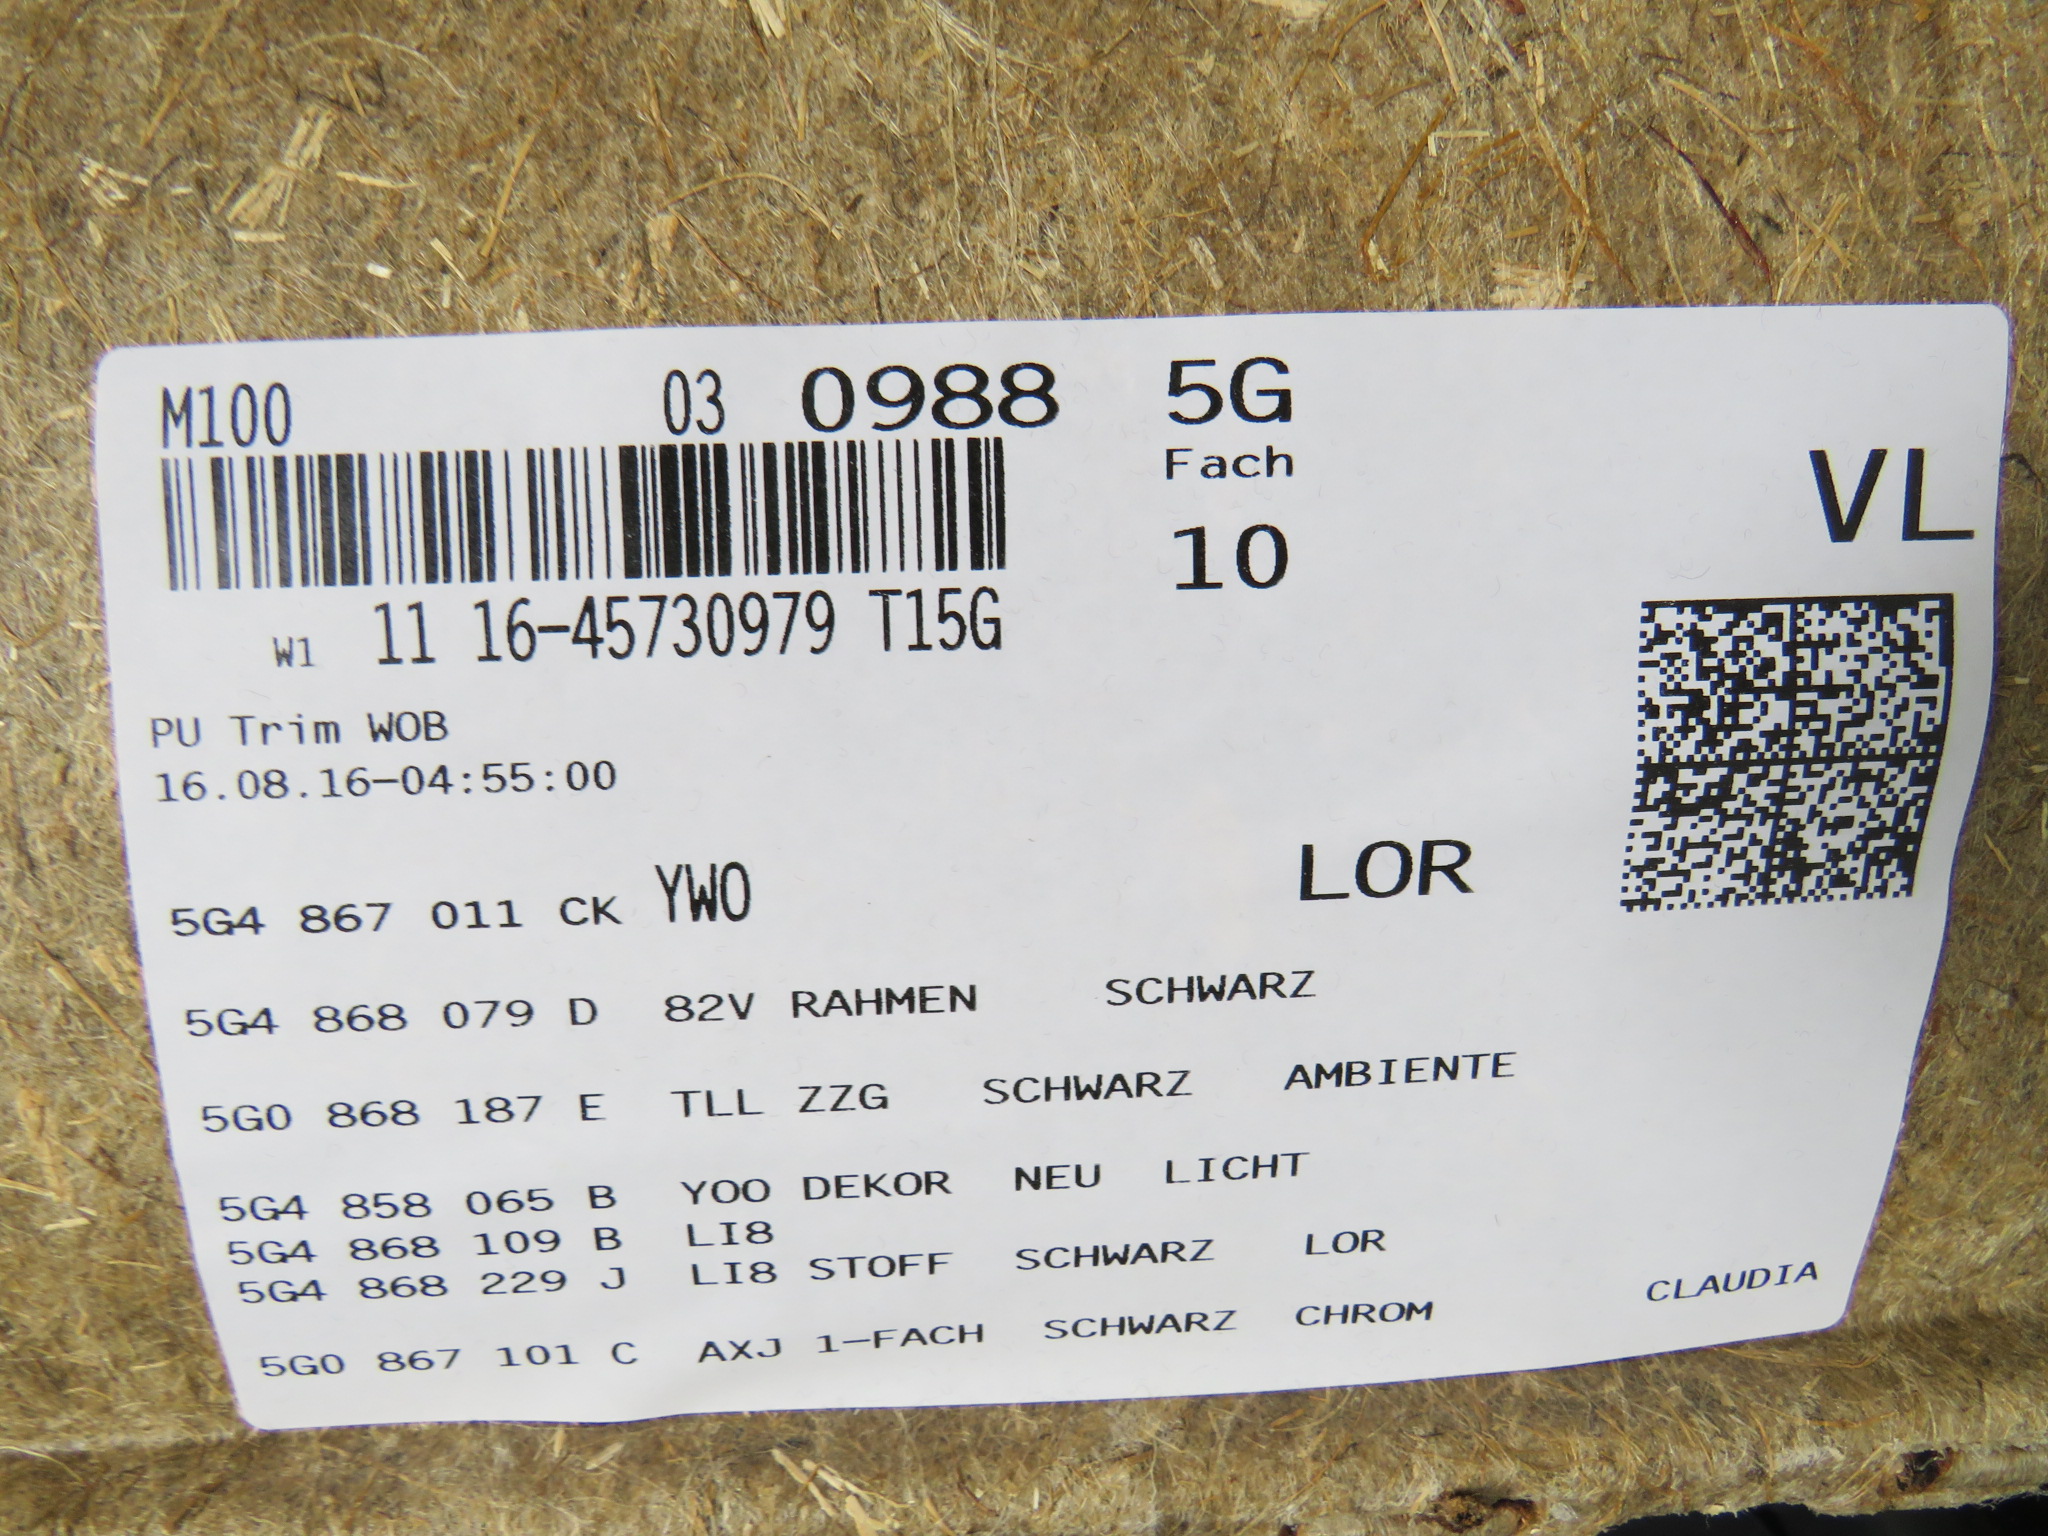 M100 03 0988 5G
Fach
VL
10
W1 11 16-45730979 T15G
PU Trim WOB
16.08.16-04:55:00
5G4 867 011 CK YW0 LOR
5G4 868 079 D 82V RAHMEN SCHWARZ
5G0 868 187 E TLL ZZG SCHWARZ AMBIENTE
5G4 858 065 B YOO DEKOR NEU LICHT
5G4 868 109 B LI8
5G4 868 229 J LI8 STOFF SCHWARZ LOR
5G0 867 101 C AXJ 1-FACH SCHWARZ CHROM
CLAUDIA